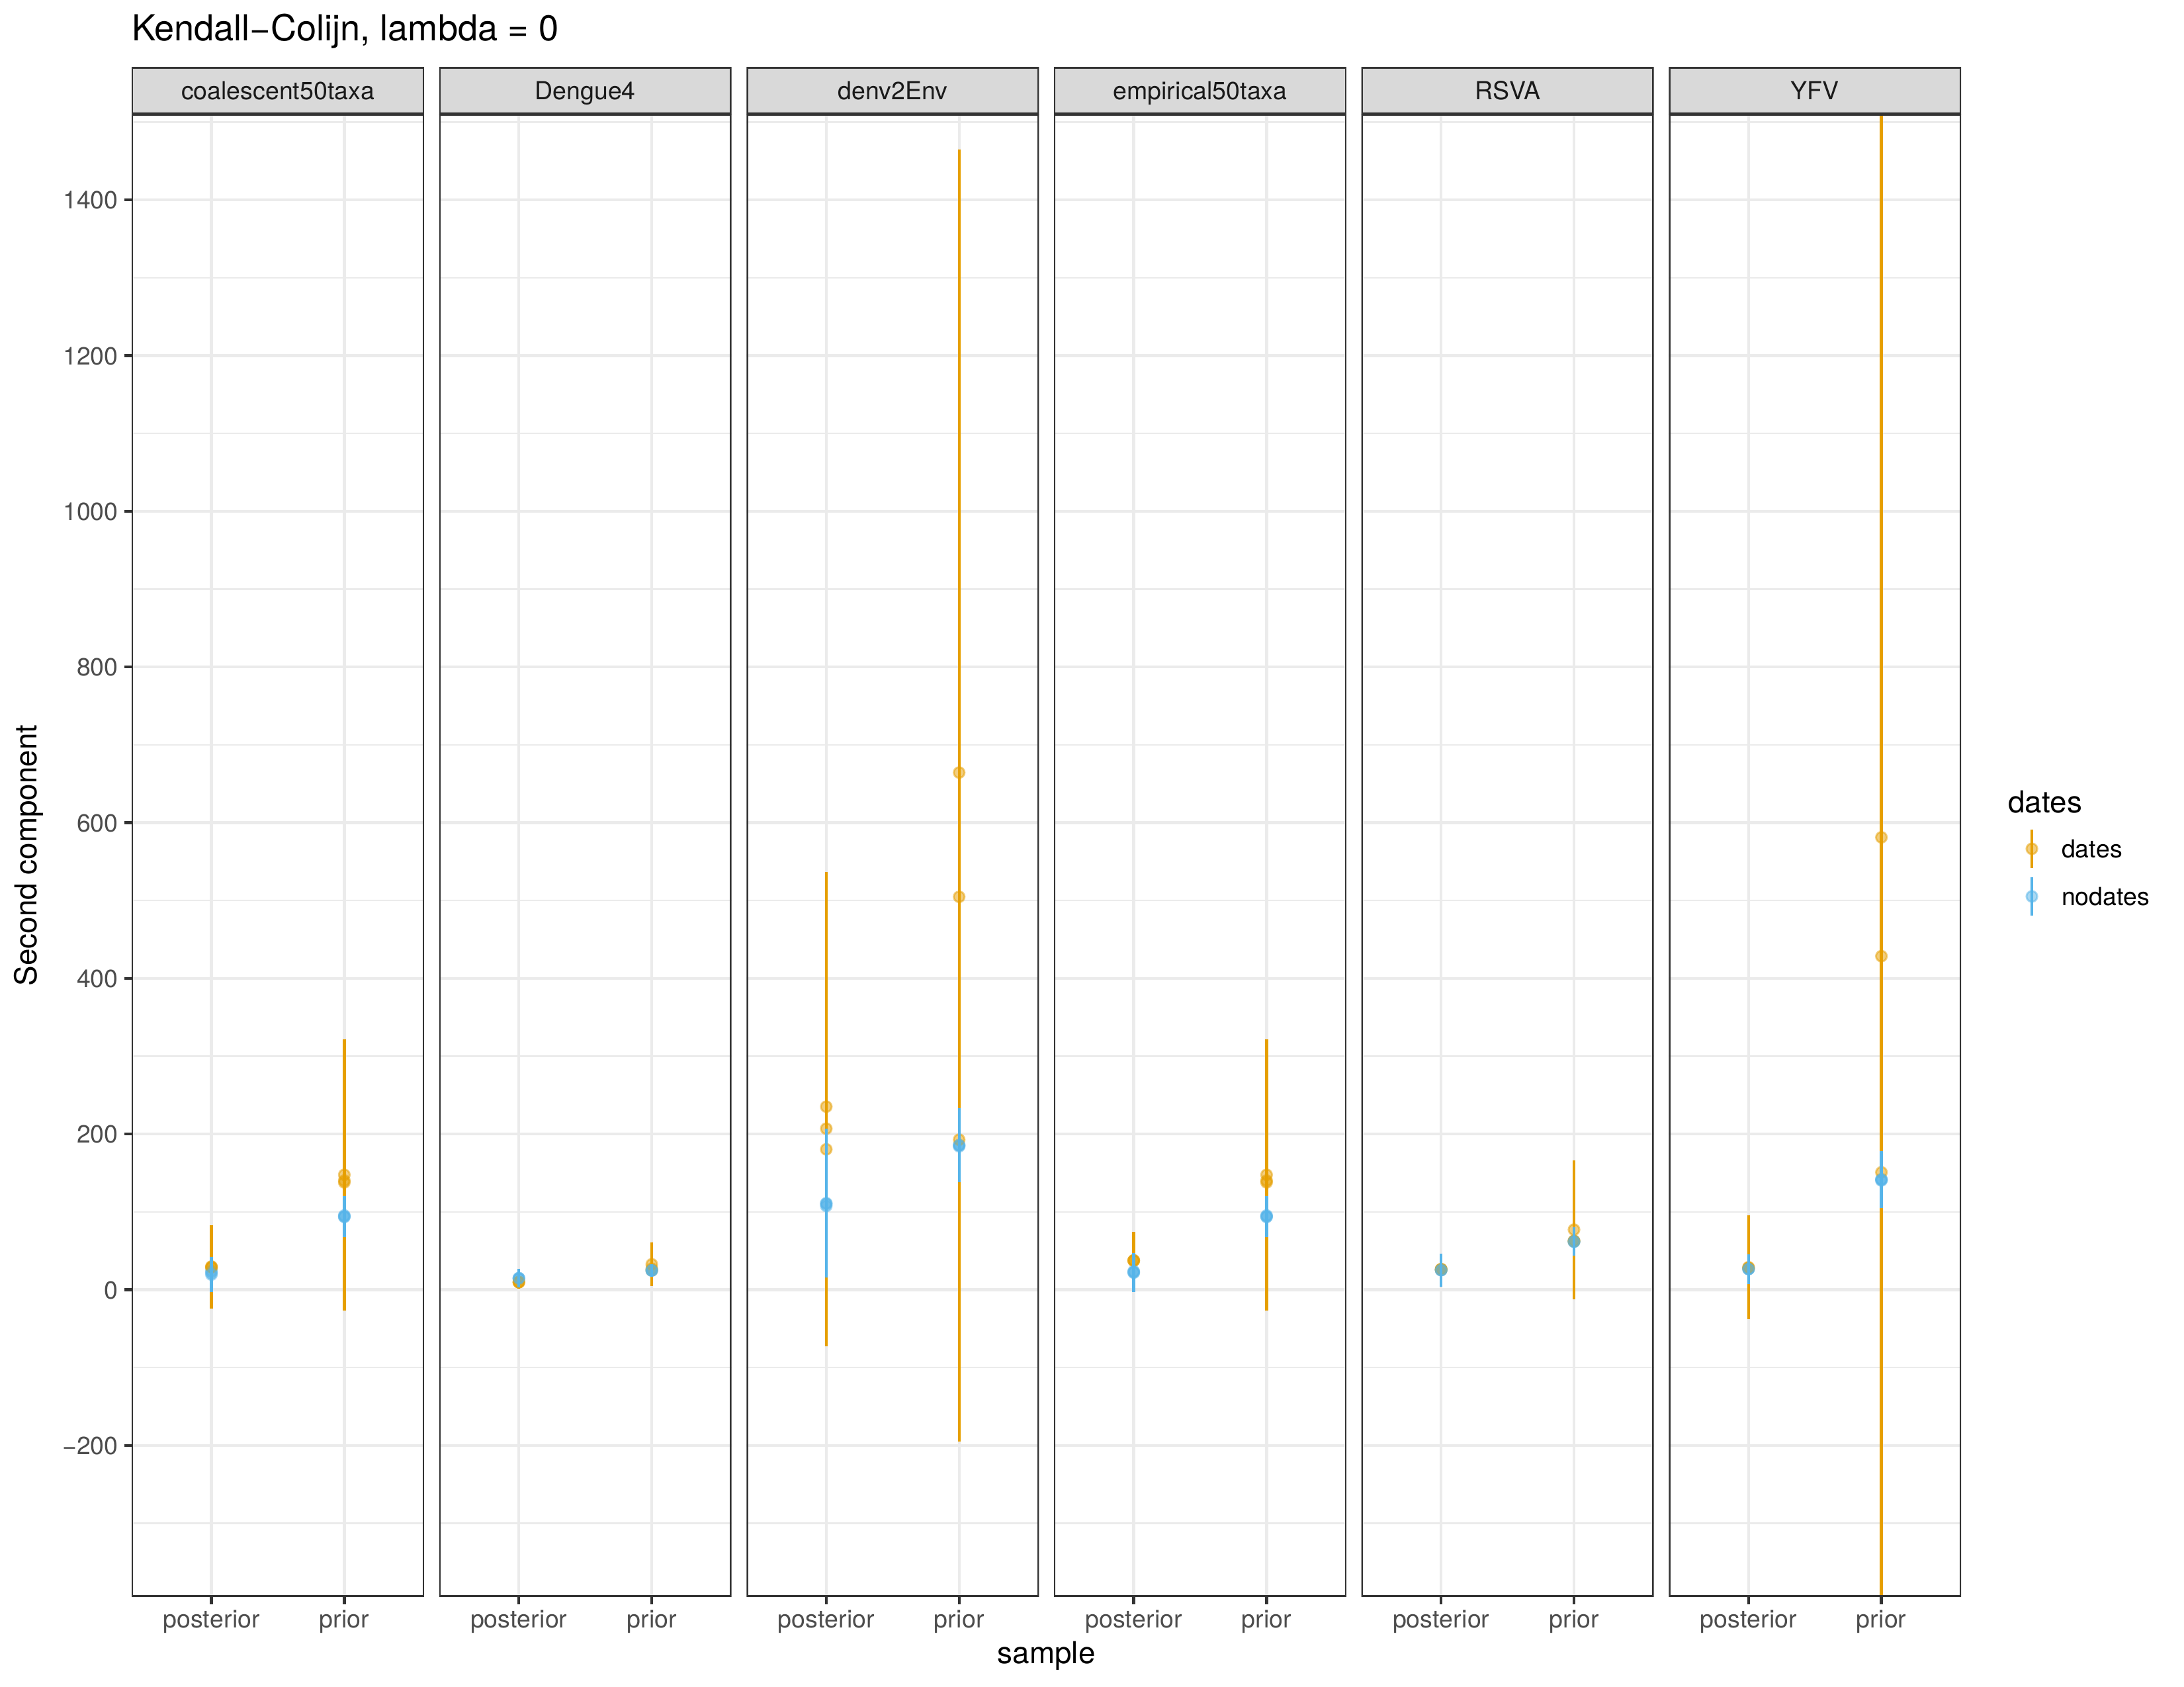 Kendall−Colijn, lambda = 0
coalescent50taxa
Dengue4
denv2Env
empirical50taxa
RSVA
YFV
1400
1200
1000
800
600
400
200
0
−200
Second component
posterior prior
posterior prior
posterior prior
posterior prior
posterior prior
posterior prior
sample
dates
dates
nodates